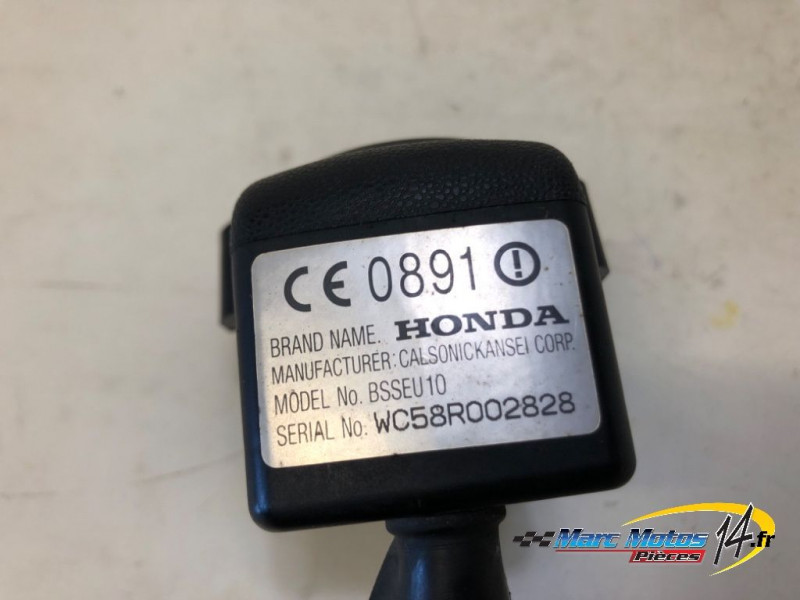 CE 0891
BRAND NAME. HONDA
MANUFACTURER: CALSONICKANSEI CORP.
MODEL No. BSSEU10
SERIAL No: WC58R002828
Marc Motos 14.fr
Pièces